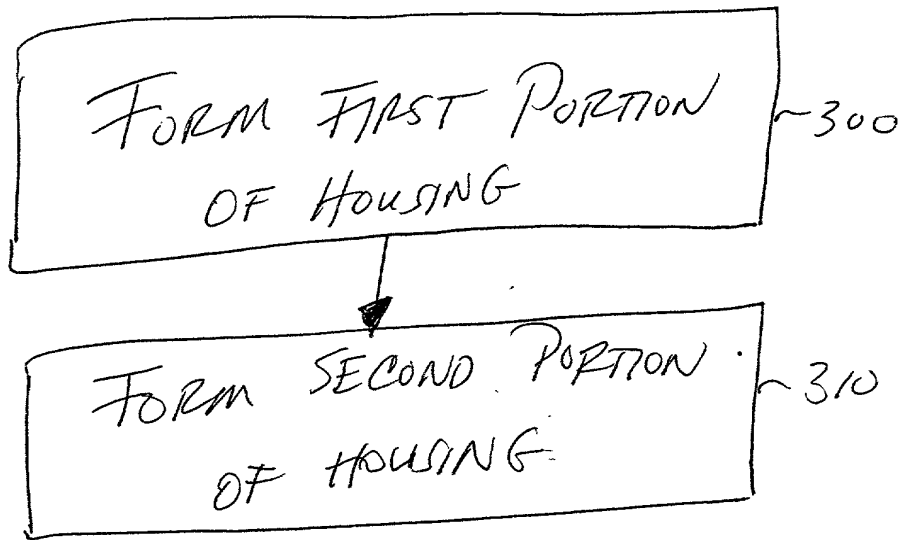 FORM FIRST PORTION
OF HOUSING
~300
FORM SECOND PORTION
OF HOUSING
~310